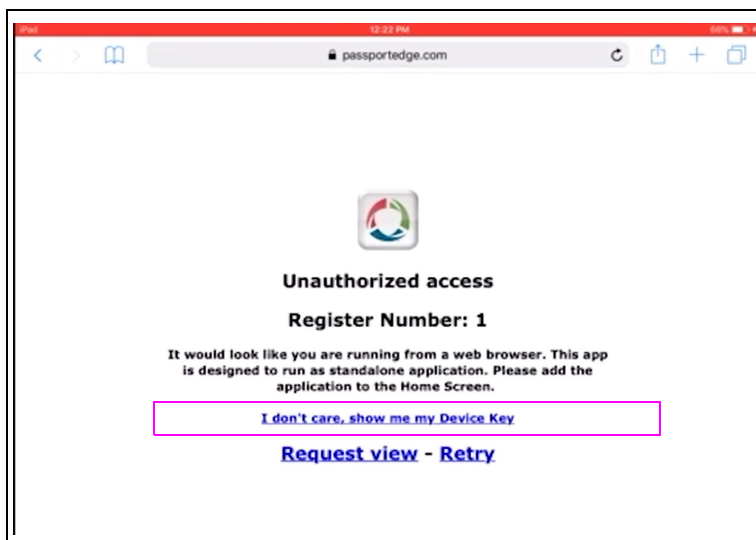 iPad
12:22 PM
66%
passportedge.com
Unauthorized access
Register Number: 1
It would look like you are running from a web browser. This app
is designed to run as standalone application. Please add the
application to the Home Screen.
I don't care, show me my Device Key
Request view - Retry